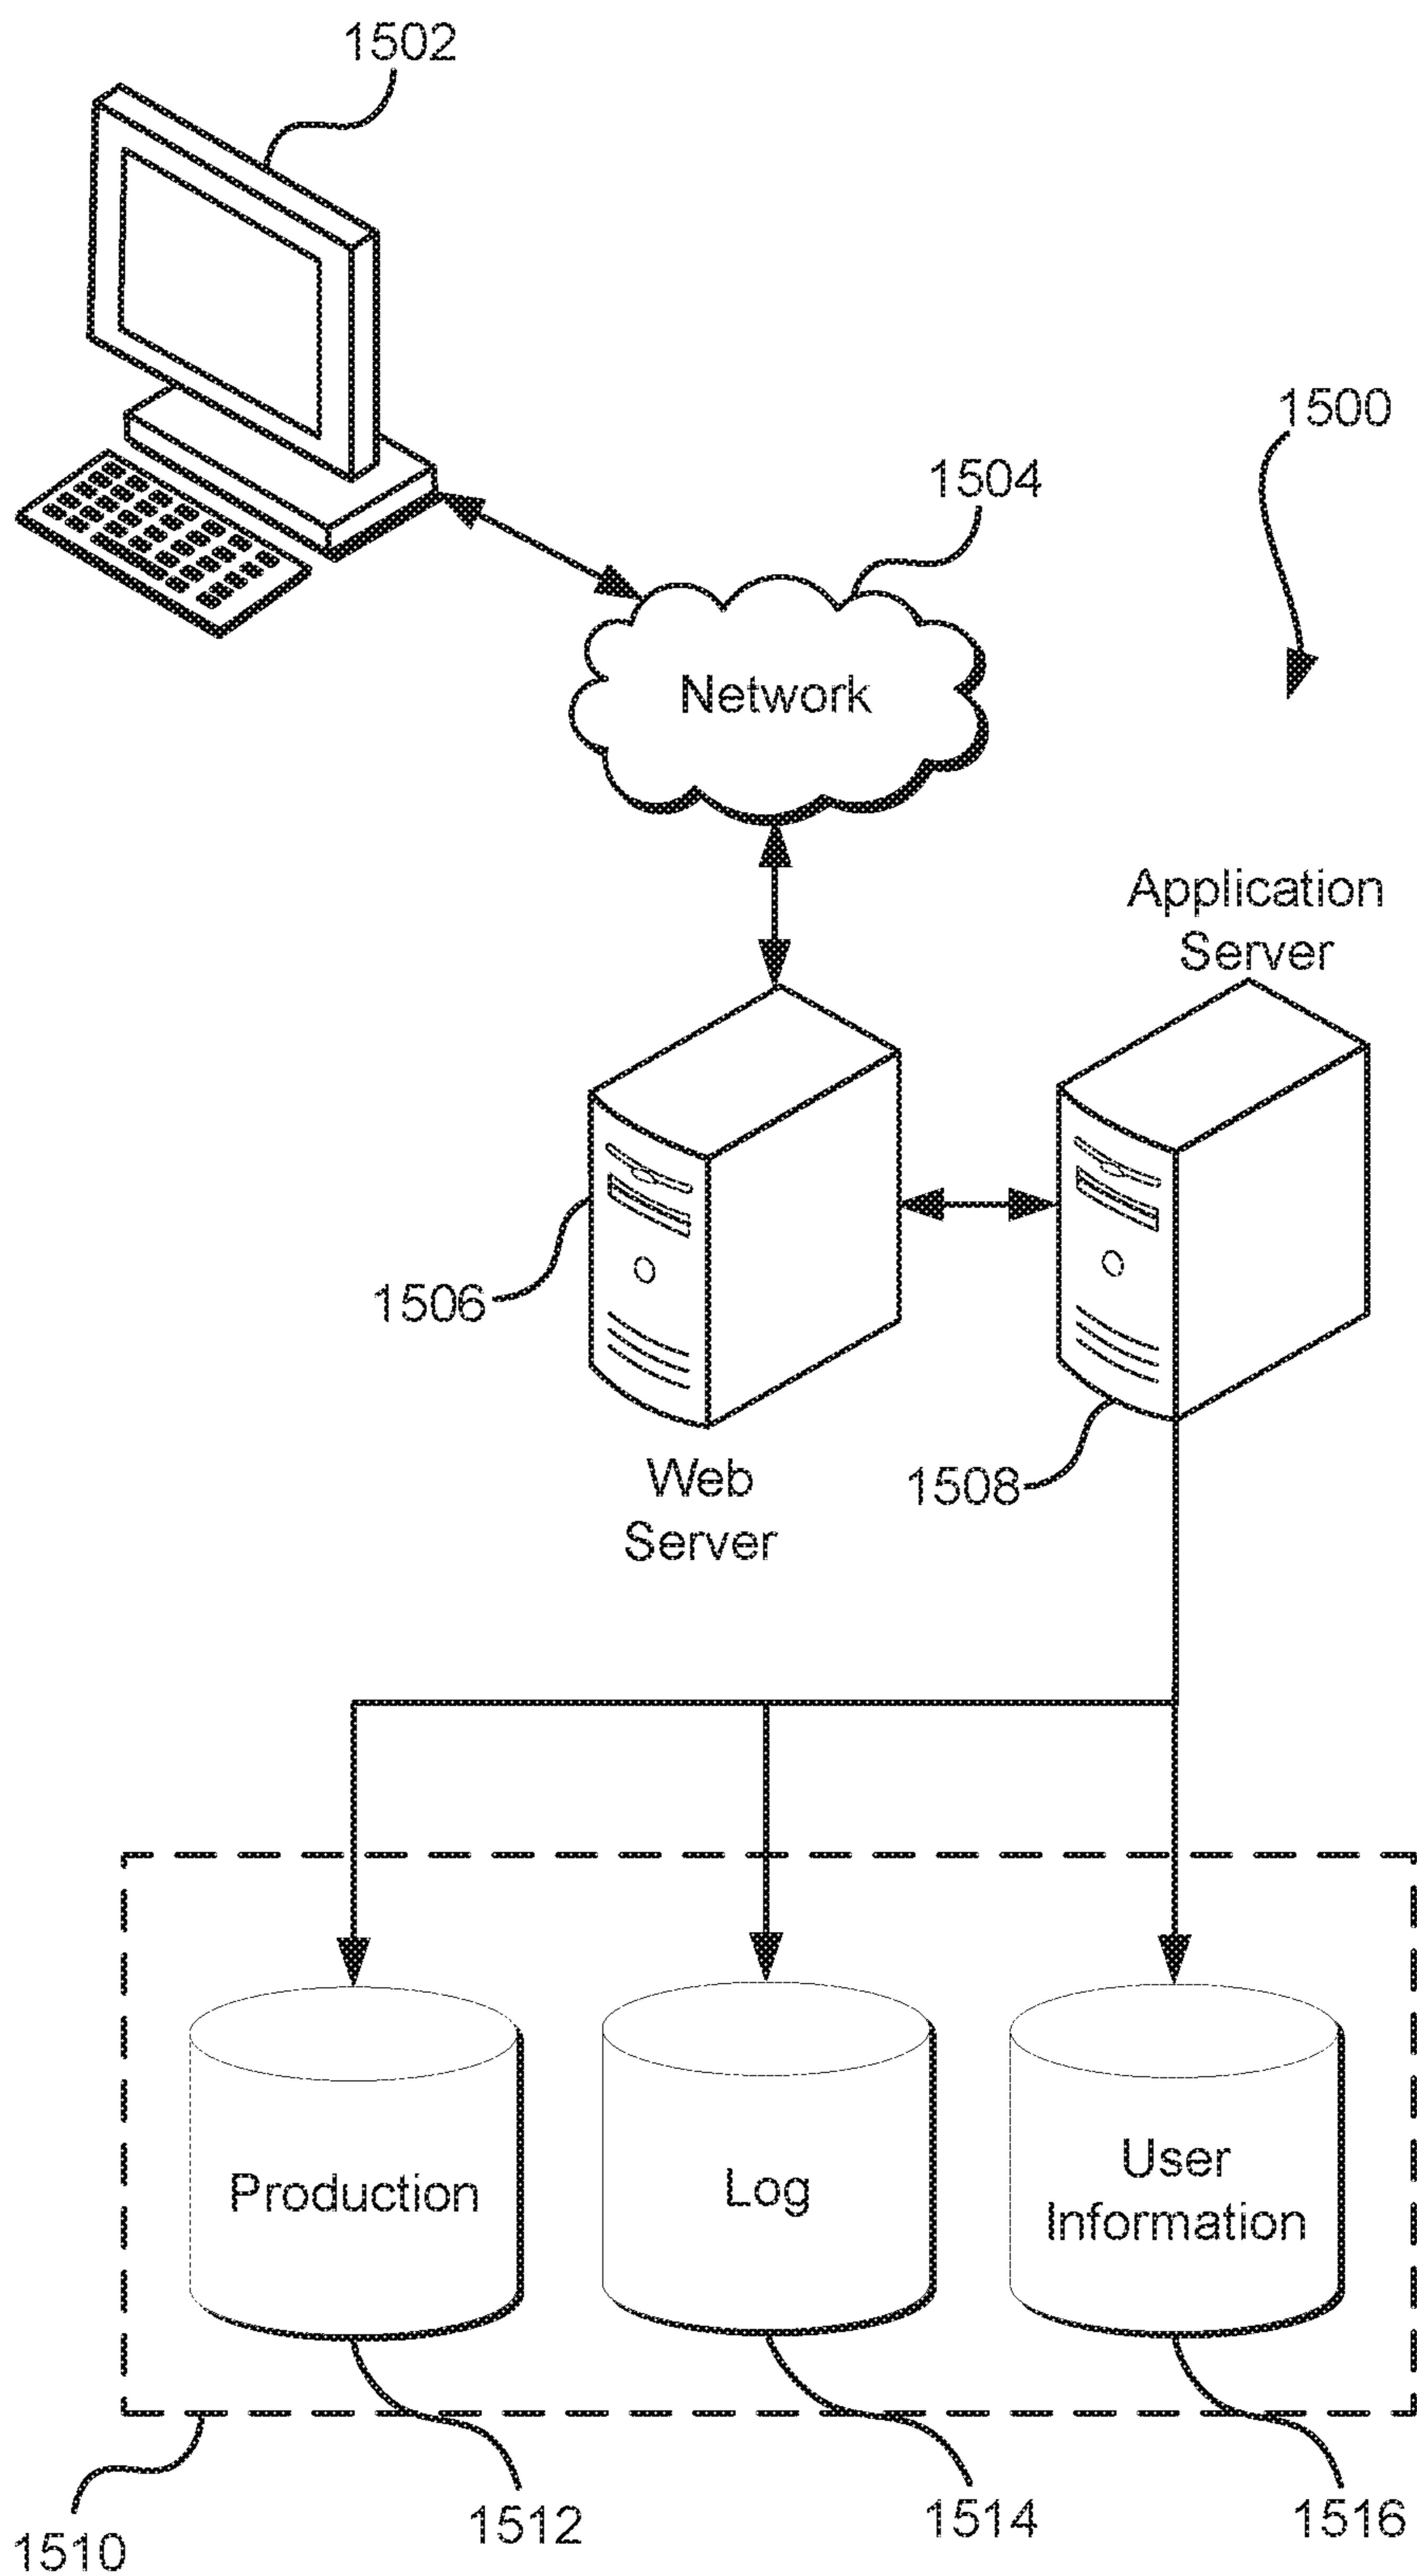 1502
1500
1504
Network
Application
Server
1506
Web
Server
1508
Production
Log
User
Information
1510
1512
1514
1516